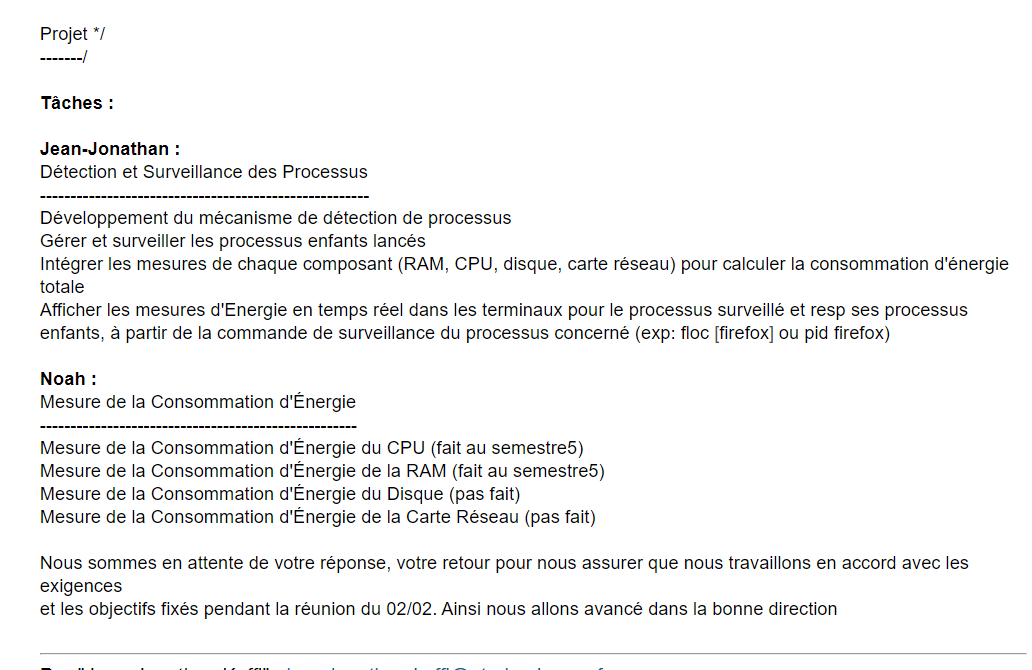 Projet */
-------/
Tâches :
Jean-Jonathan :
Détection et Surveillance des Processus
------------------------------------------------------
Développement du mécanisme de détection de processus
Gérer et surveiller les processus enfants lancés
Intégrer les mesures de chaque composant (RAM, CPU, disque, carte réseau) pour calculer la consommation d'énergie
totale
Afficher les mesures d'Energie en temps réel dans les terminaux pour le processus surveillé et resp ses processus
enfants, à partir de la commande de surveillance du processus concerné (exp: floc [firefox] ou pid firefox)
Noah :
Mesure de la Consommation d'Énergie
----------------------------------------------------
Mesure de la Consommation d'Énergie du CPU (fait au semestre5)
Mesure de la Consommation d'Énergie de la RAM (fait au semestre5)
Mesure de la Consommation d'Énergie du Disque (pas fait)
Mesure de la Consommation d'Énergie de la Carte Réseau (pas fait)
Nous sommes en attente de votre réponse, votre retour pour nous assurer que nous travaillons en accord avec les
exigences
et les objectifs fixés pendant la réunion du 02/02. Ainsi nous allons avancé dans la bonne direction